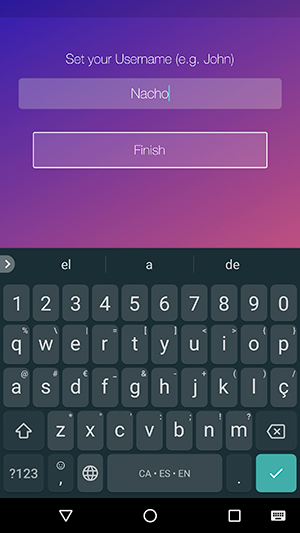 Set your Username (e.g. John)
Nacho
Finish
el a de
1 2 3 4 5 6 7 8 9 0
% \ | = [ ] < > { }
q w e r t y u i o p
@ # € _ & - + ( ) /
a s d f g h j k l ç
* " ' : ; ! ?
z x c v b n m
?123 , CA • ES • EN .